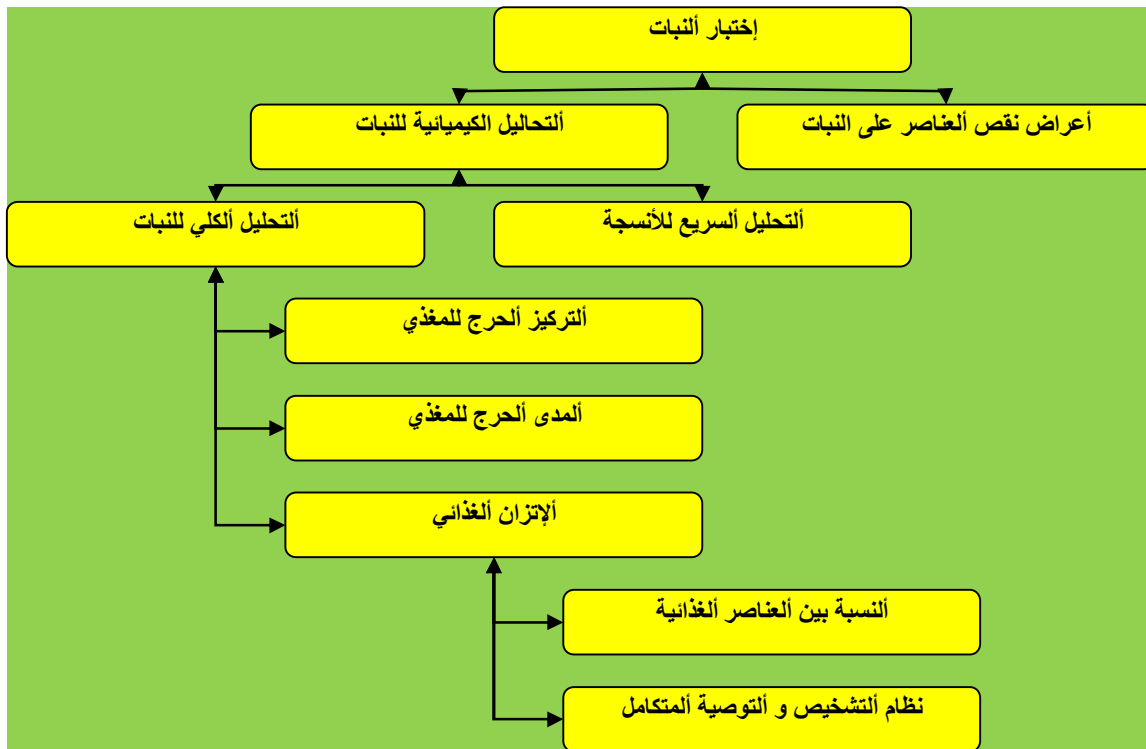 إختبار ألنبات
أعراض نقص ألعناصر على النبات
ألتحاليل الكيميائية للنبات
ألتحليل ألسريع للأنسجة
ألتحليل ألكلي للنبات
ألتركيز ألحرج للمغذي
ألمدى ألحرج للمغذي
ألإتزان ألغذائي
ألنسبة بين ألعناصر ألغذائية
نظام ألتشخيص و ألتوصية ألمتكامل